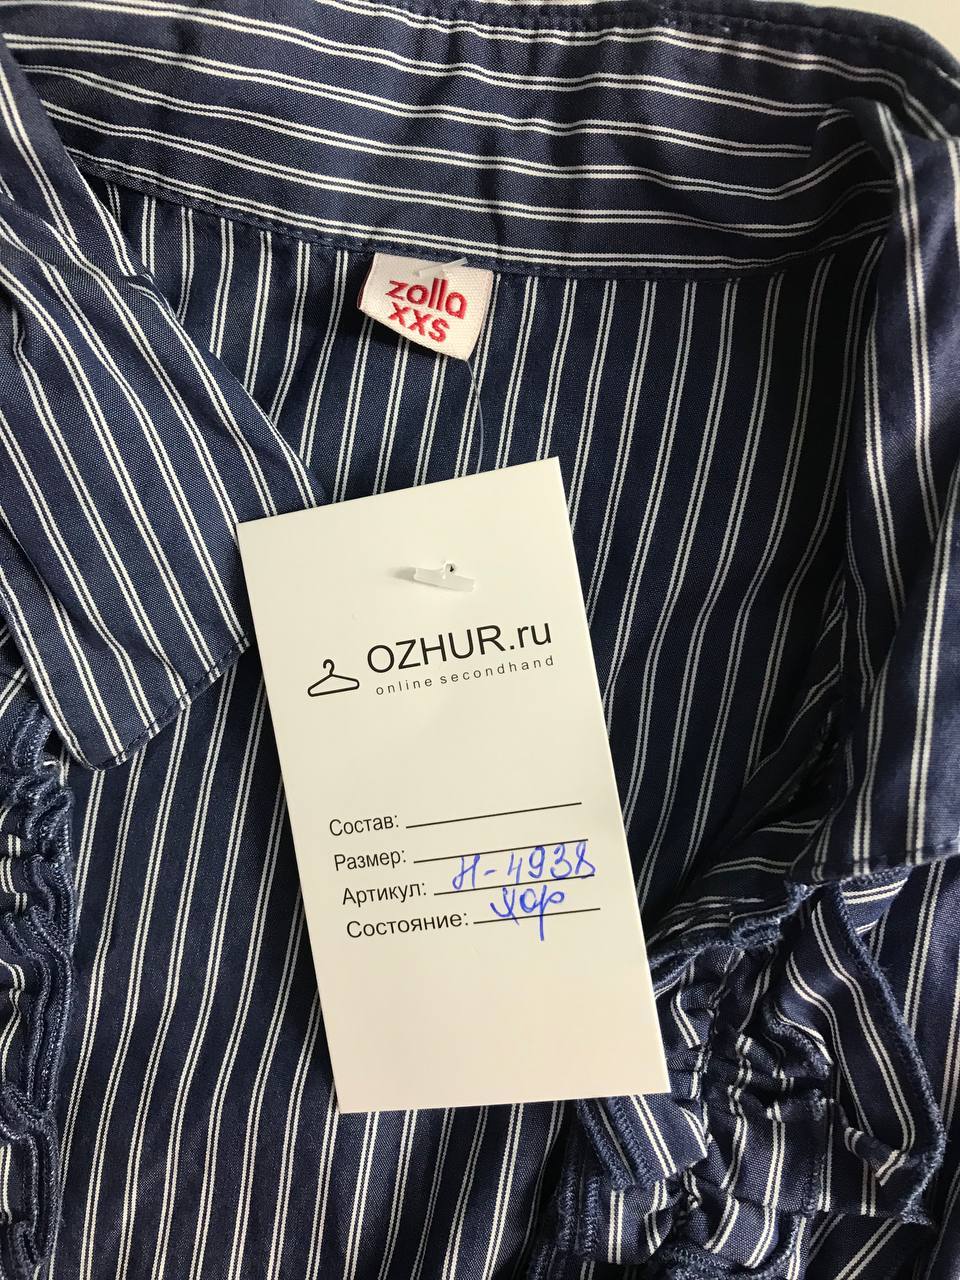 zolla
XXS
OZHUR.ru
online secondhand
Состав:
Размер:
Артикул: Н-4938
Состояние: хор